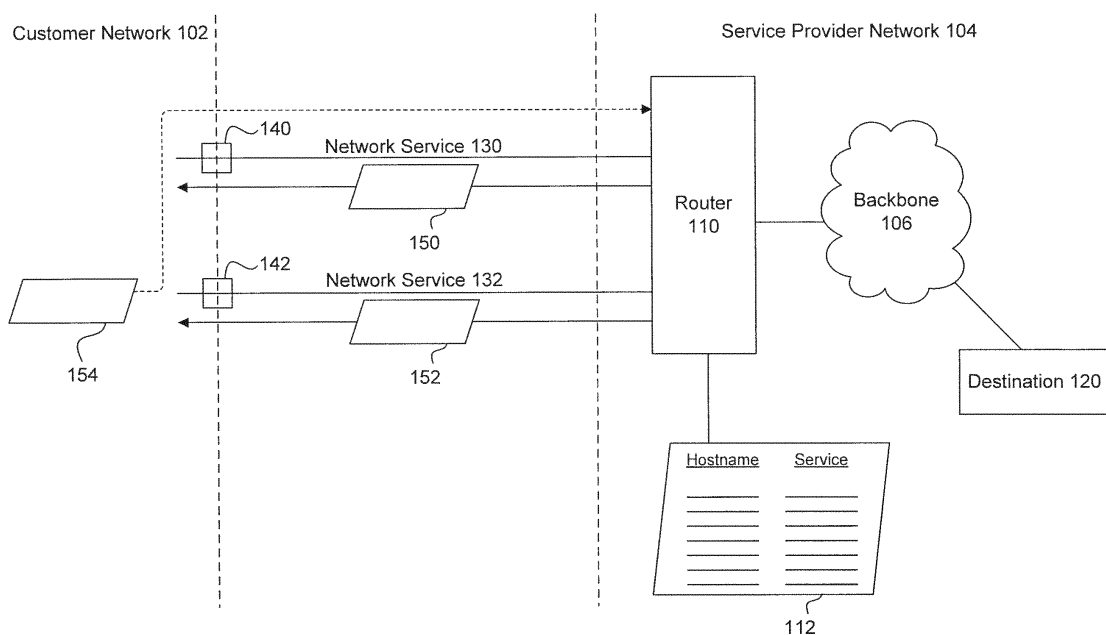 Customer Network 102
Service Provider Network 104
140
Network Service 130
150
Router
110
Backbone
106
142
Network Service 132
154
152
Destination 120
Hostname Service
112